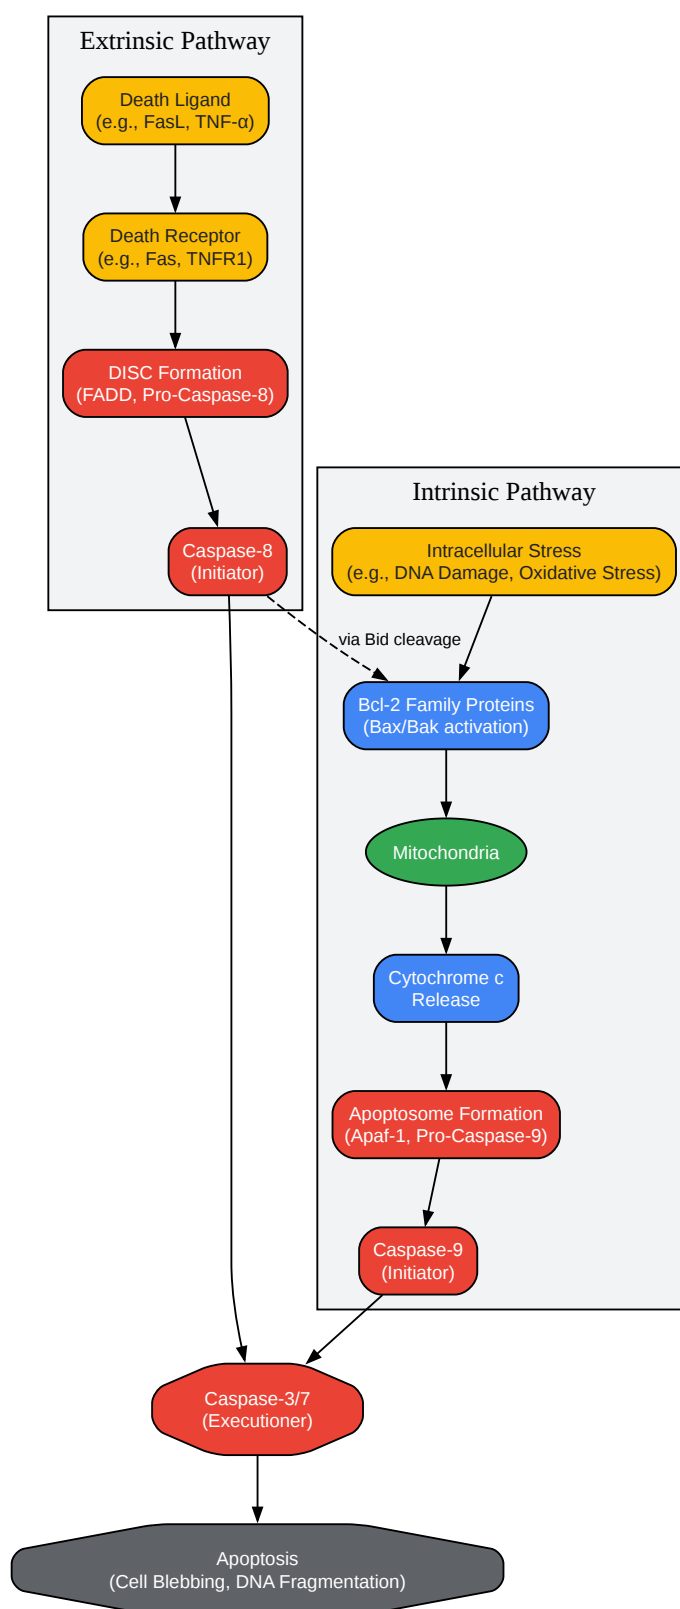 Extrinsic Pathway
Death Ligand
(e.g., FasL, TNF-α)
Death Receptor
(e.g., Fas, TNFR1)
DISC Formation
(FADD, Pro-Caspase-8)
Caspase-8
(Initiator)
Intrinsic Pathway
Intracellular Stress
(e.g., DNA Damage, Oxidative Stress)
via Bid cleavage
Bcl-2 Family Proteins
(Bax/Bak activation)
Mitochondria
Cytochrome c
Release
Apoptosome Formation
(Apaf-1, Pro-Caspase-9)
Caspase-9
(Initiator)
Caspase-3/7
(Executioner)
Apoptosis
(Cell Blebbing, DNA Fragmentation)